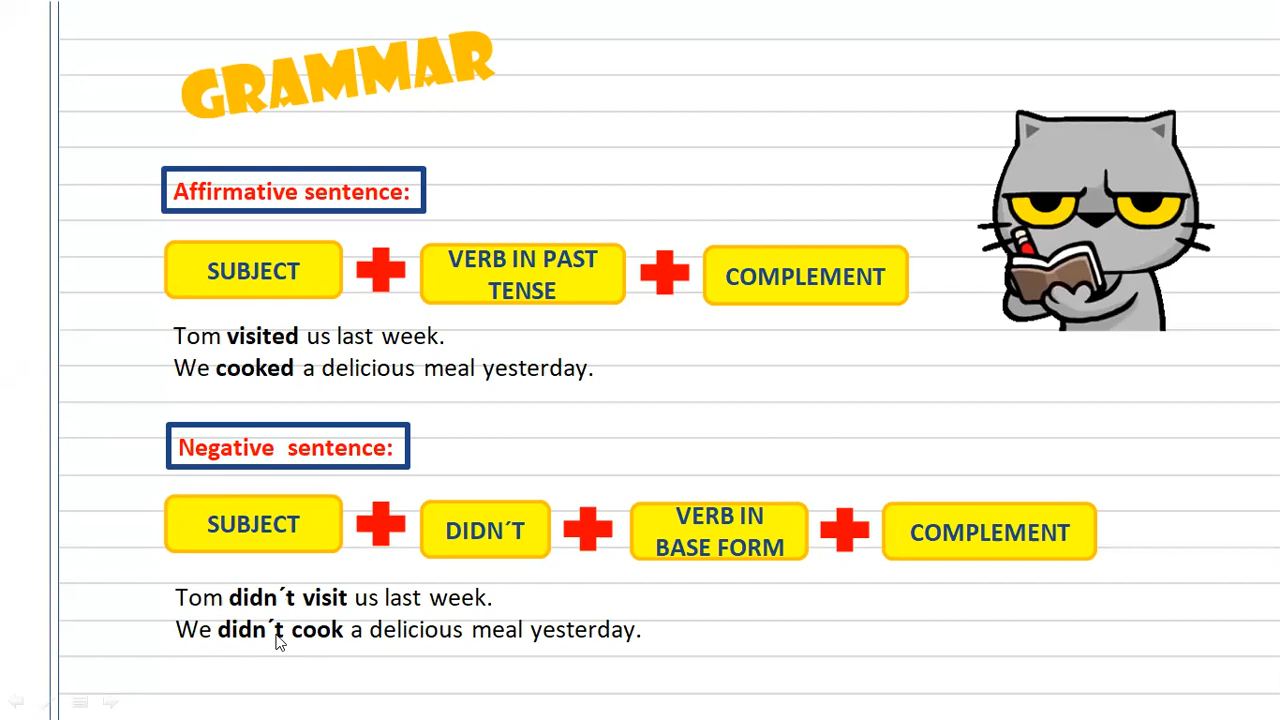 GRAMMAR
Affirmative sentence:
SUBJECT
VERB IN PAST
TENSE
COMPLEMENT
Tom visited us last week.
We cooked a delicious meal yesterday.
Negative sentence:
SUBJECT
DIDN´T
VERB IN
BASE FORM
COMPLEMENT
Tom didn´t visit us last week.
We didn´t cook a delicious meal yesterday.